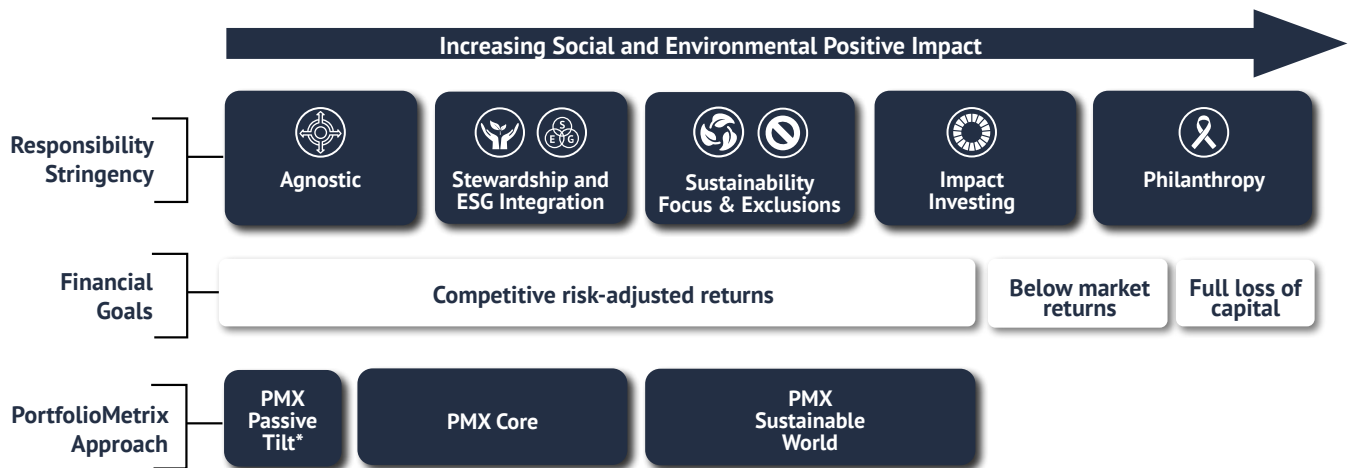 Increasing Social and Environmental Positive Impact
Responsibility
Stringency
Agnostic
S
E G
Stewardship and
ESG Integration
Sustainability
Focus & Exclusions
Impact
Investing
Philanthropy
Financial
Goals
Competitive risk-adjusted returns
Below market
returns
Full loss of
capital
PortfolioMetrix
Approach
PMX
Passive
Tilt*
PMX Core
PMX
Sustainable
World